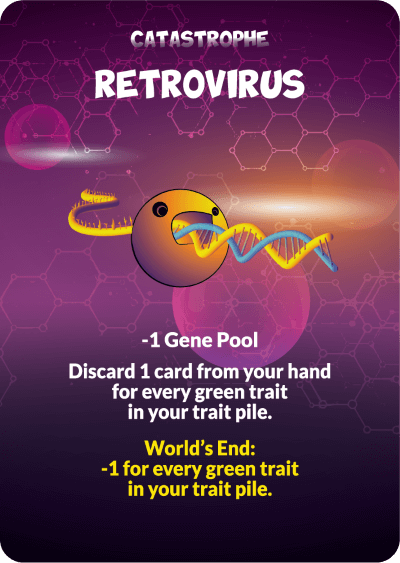 CATASTROPHE
RETROVIRUS
-1 Gene Pool
Discard 1 card from your hand
for every green trait
in your trait pile.
World's End:
-1 for every green trait
in your trait pile.